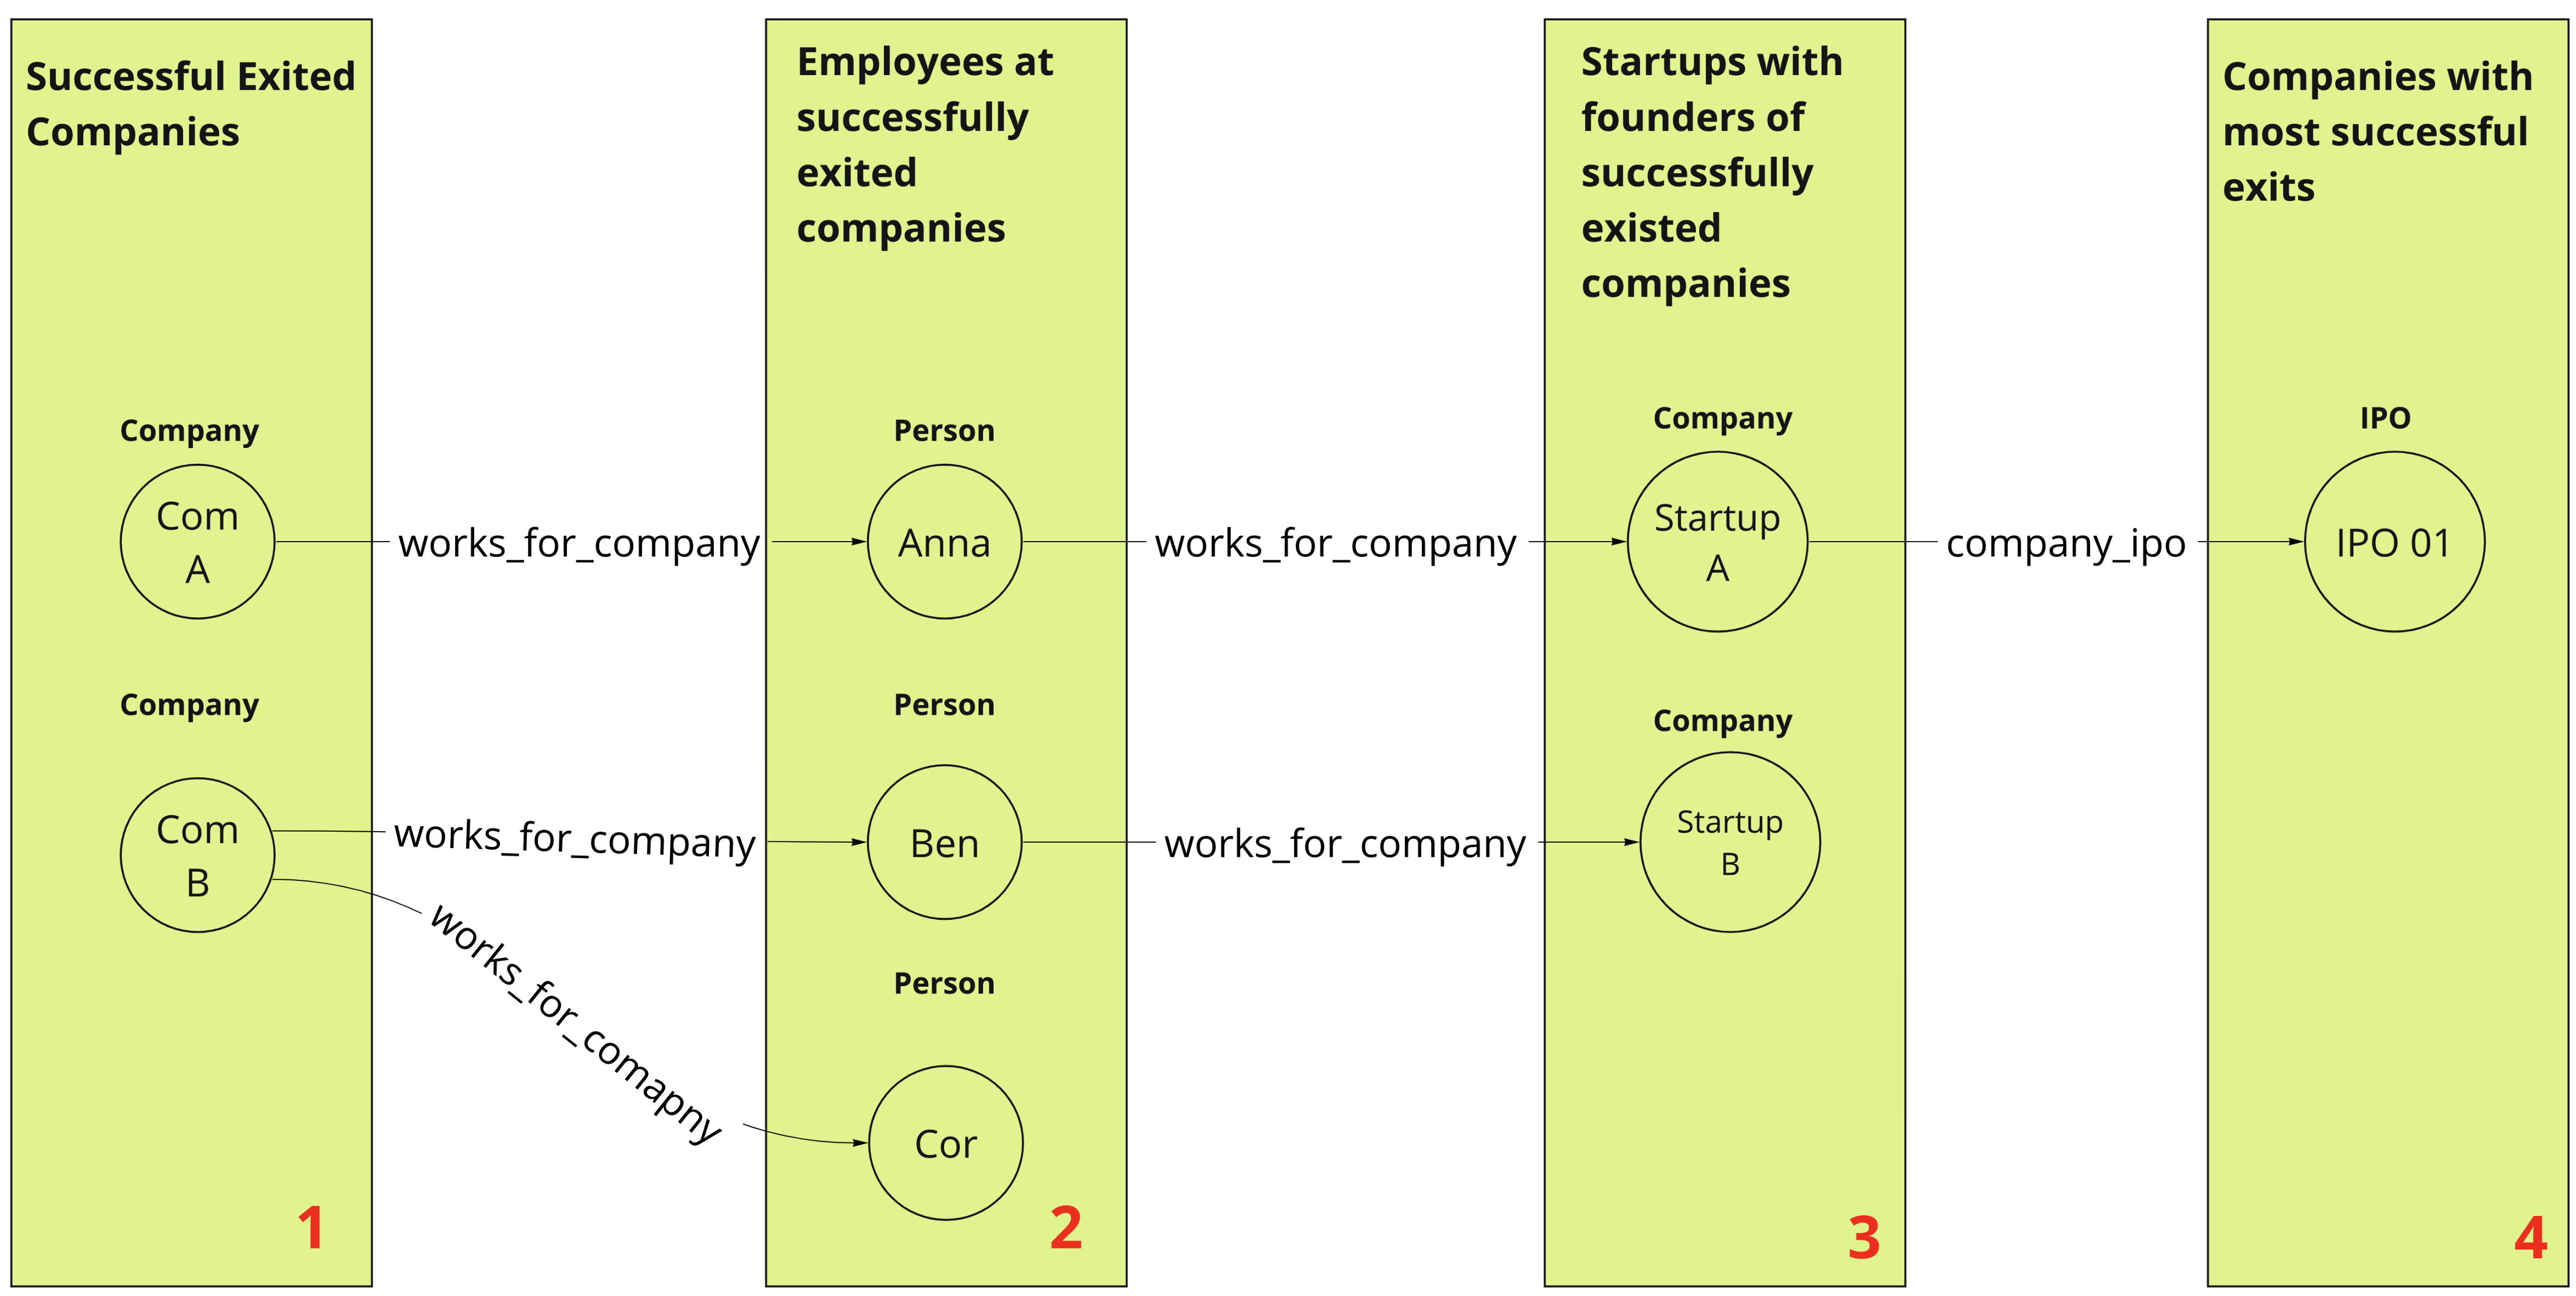 Successful Exited
Companies
Company
Com
A
Company
Com
B
1
works_for_company
works_for_company
works_for_comapny
Employees at
successfully
exited
companies
Person
Anna
Person
Ben
Person
Cor
2
works_for_company
works_for_company
Startups with
founders of
successfully
existed
companies
Company
Startup
A
Company
Startup
B
3
company_ipo
Companies with
most successful
exits
IPO
IPO 01
4